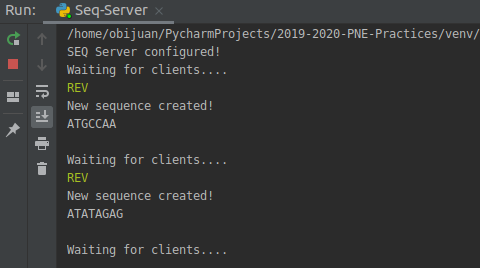 Run: Seq-Server ×
/home/obijuan/PycharmProjects/2019-2020-PNE-Practices/venv/
SEQ Server configured!
Waiting for clients....
REV
New sequence created!
ATGCCAA
Waiting for clients....
REV
New sequence created!
ATATAGAG
Waiting for clients....